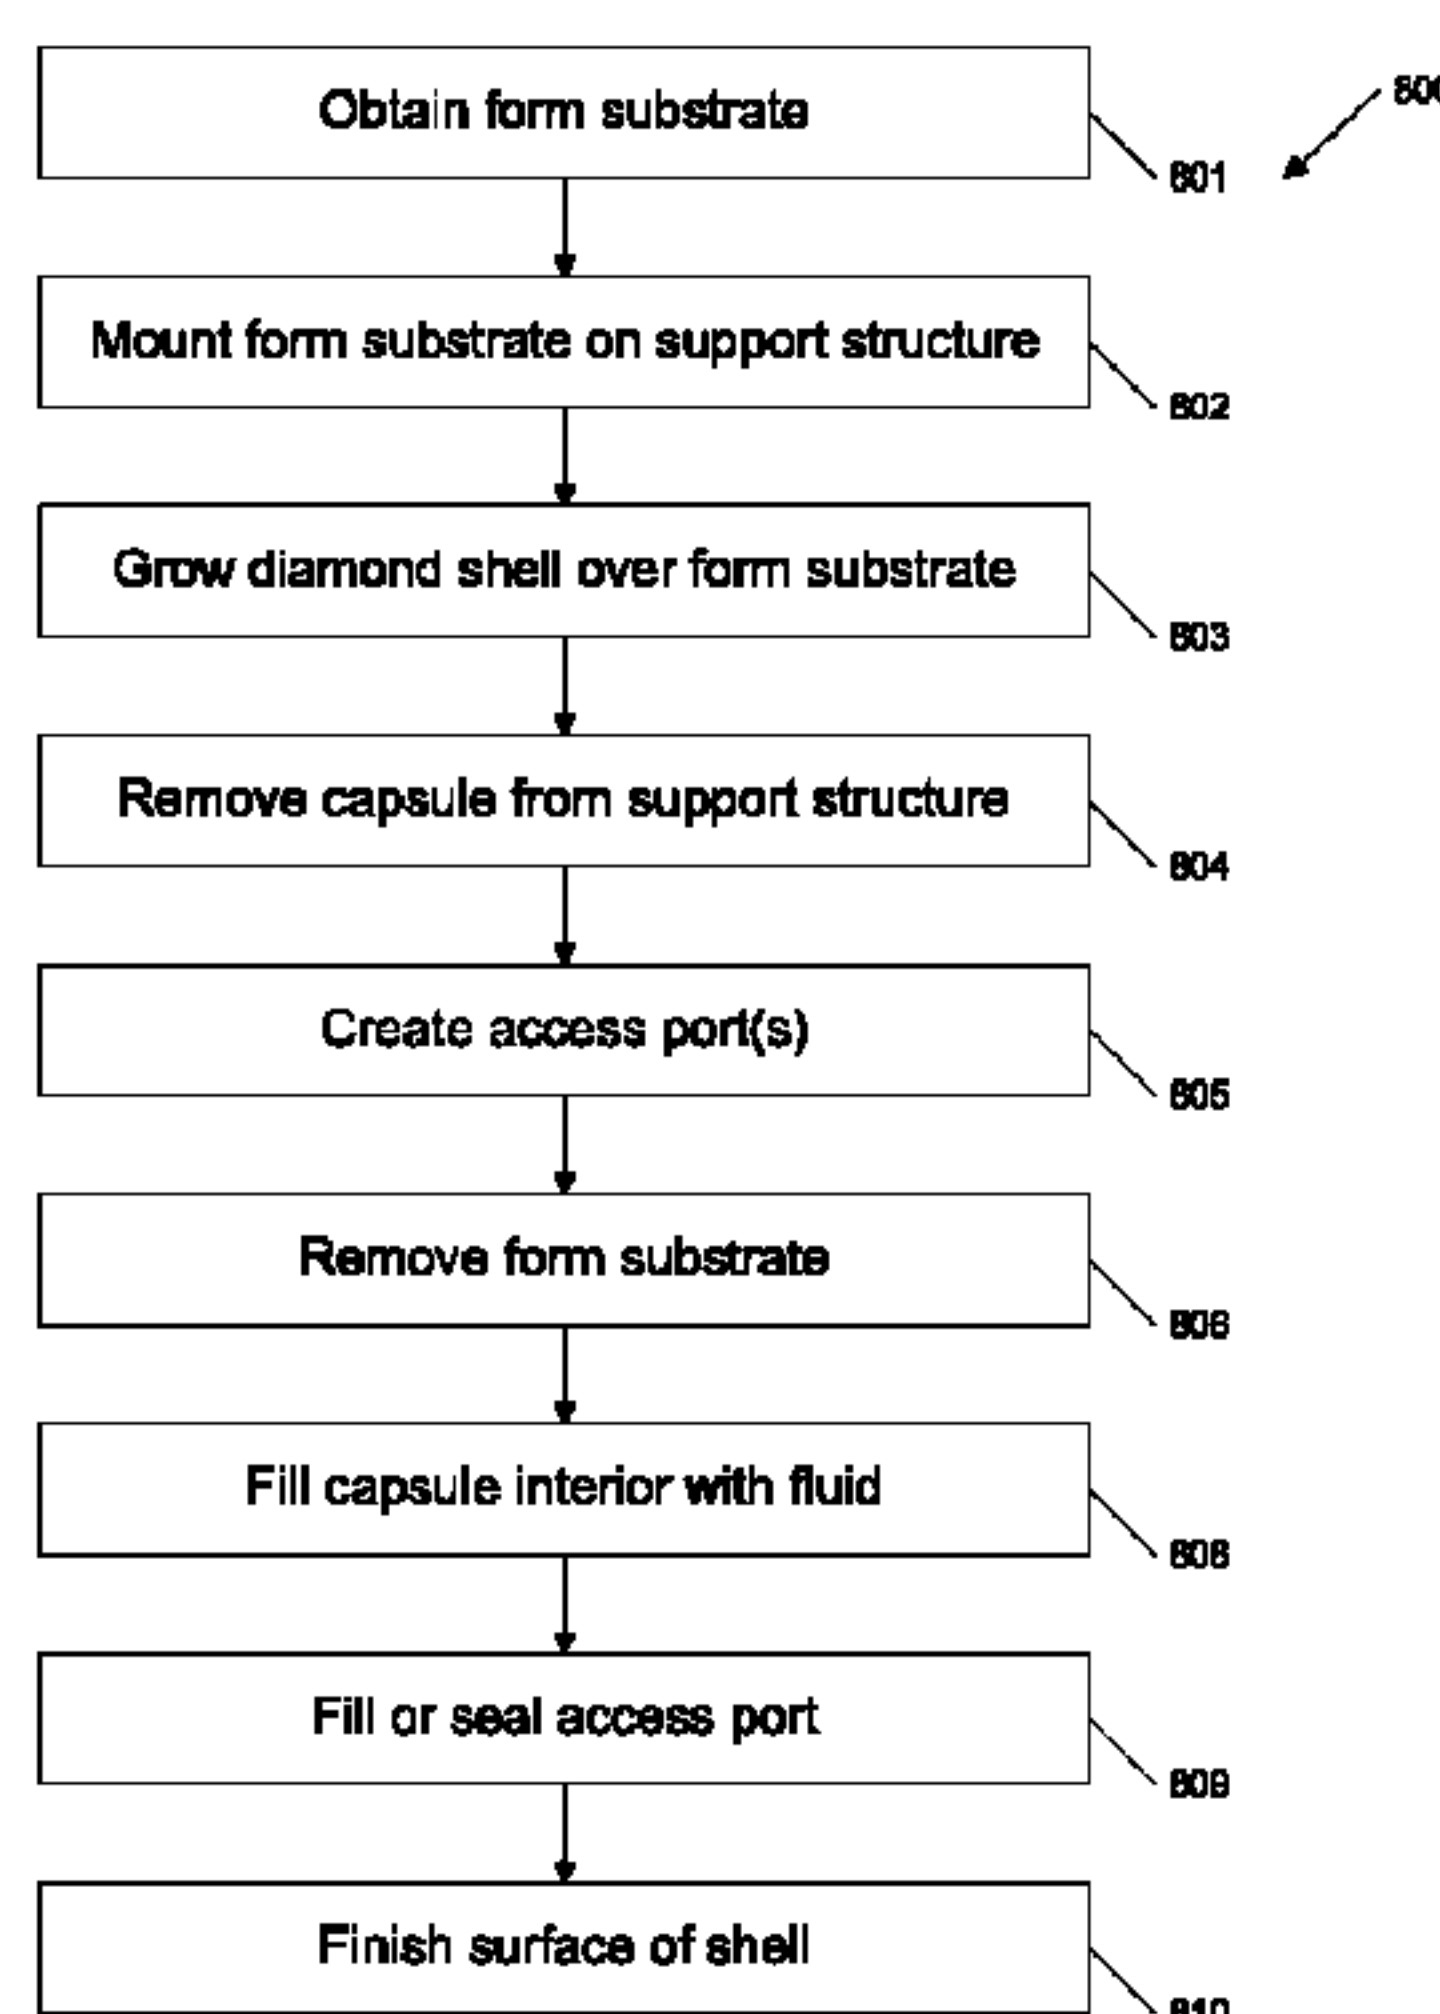 Obtain form substrate
801
Mount form substrate on support structure
802
Grow diamond shell over form substrate
803
Remove capsule from support structure
804
Create access port(s)
805
Remove form substrate
806
Fill capsule interior with fluid
808
Fill or seal access port
809
Finish surface of shell
810